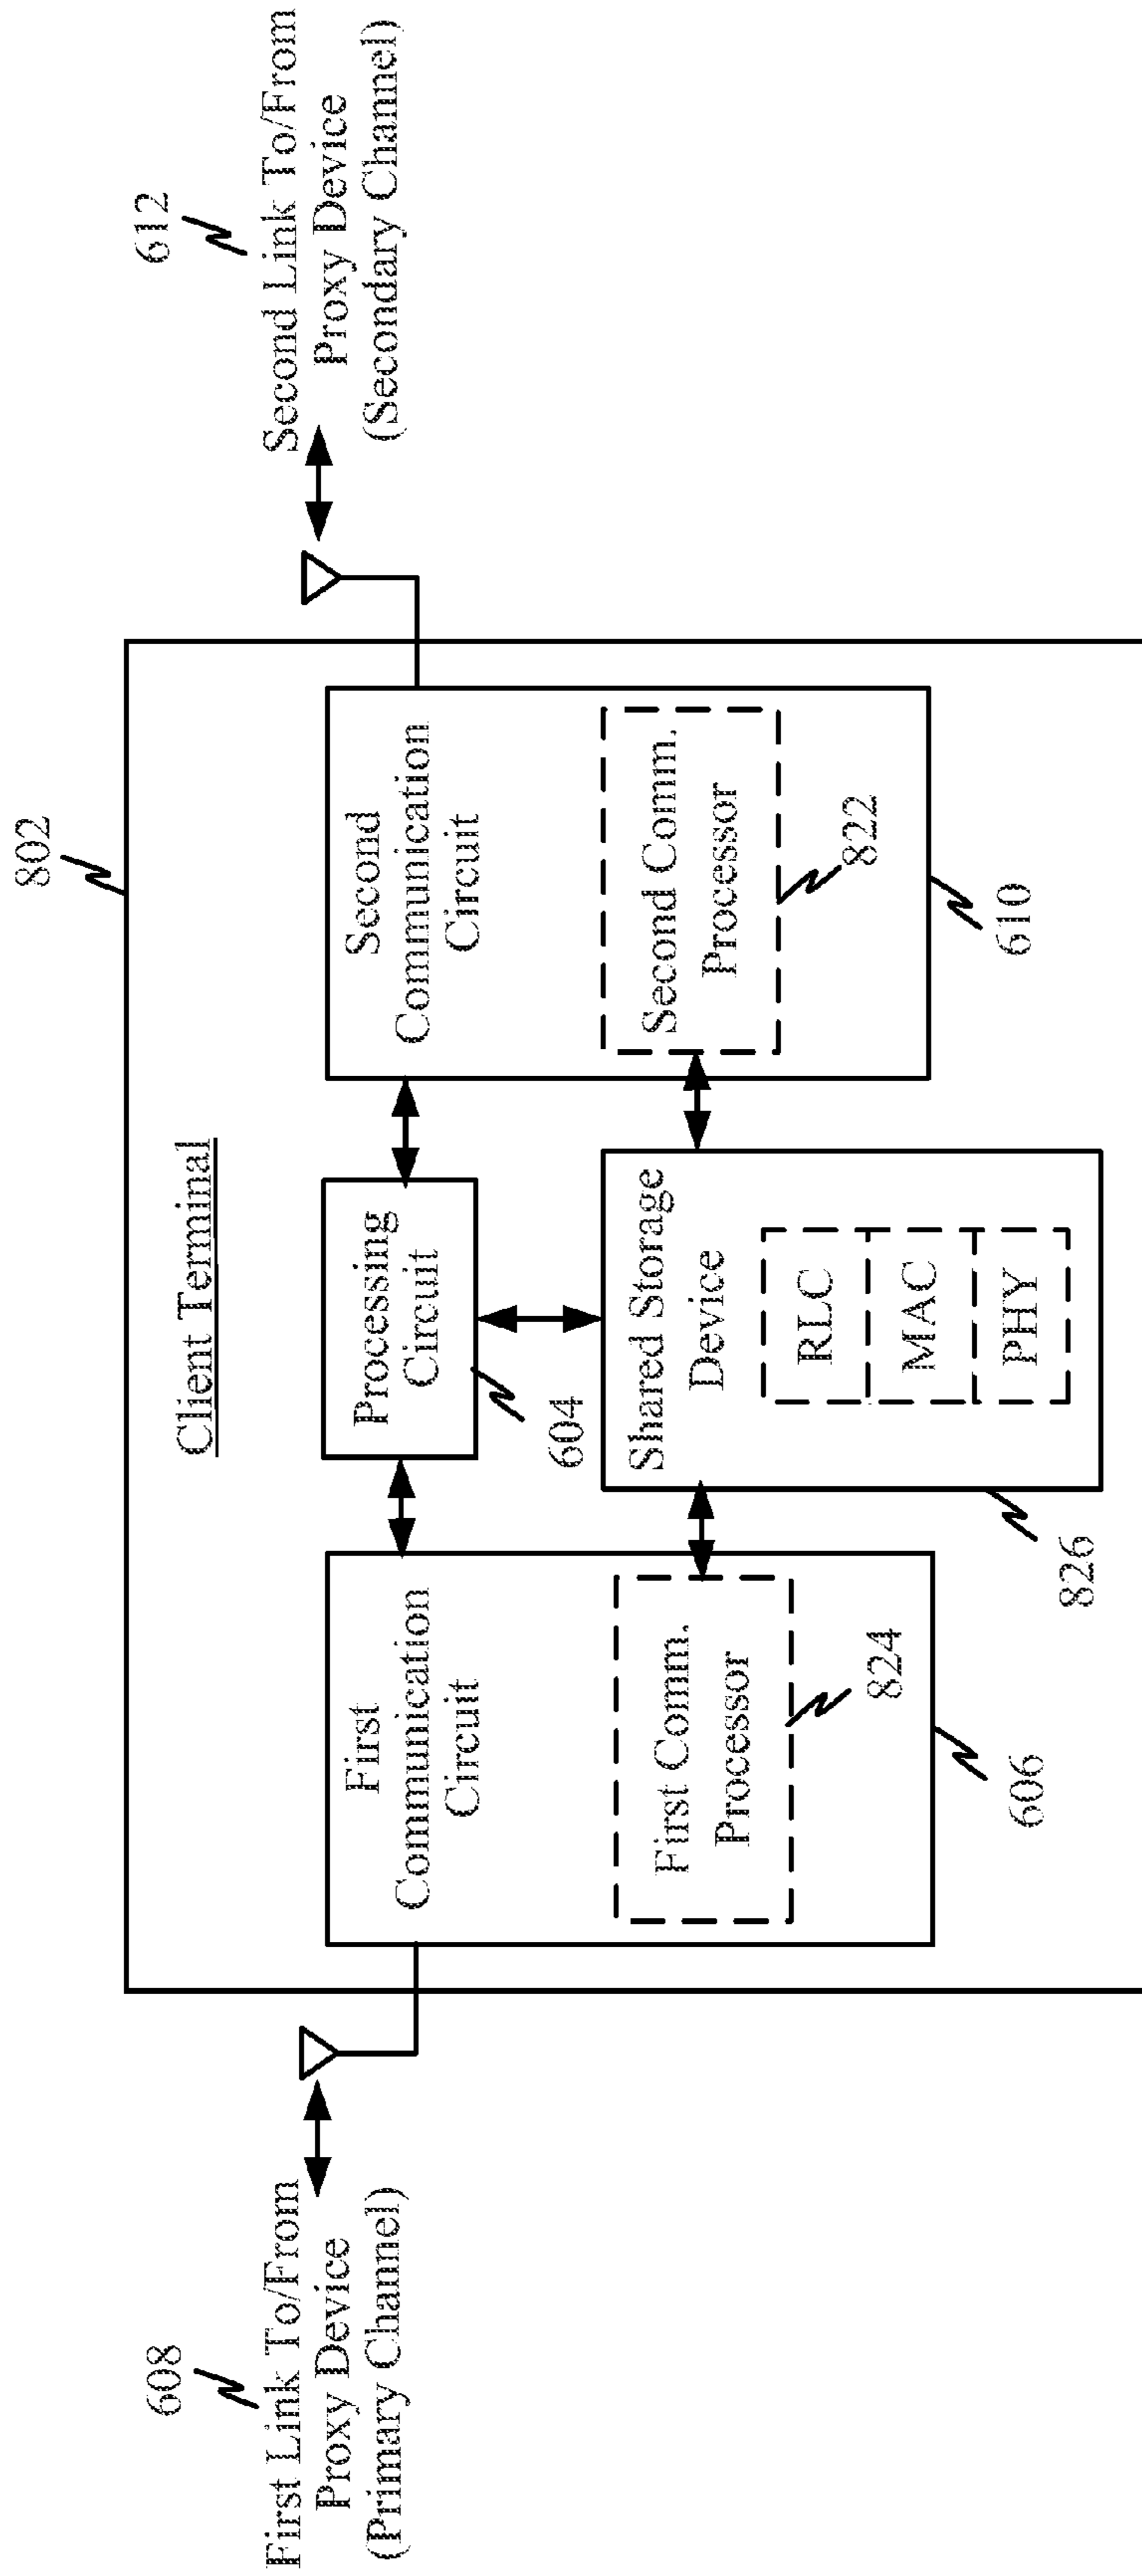 802
Client Terminal
608
First Link To/From
Proxy Device
(Primary Channel)
First
Communication
Circuit
First Comm.
Processor
824
606
Processing
Circuit
604
Shared Storage
Device
RLC
MAC
PHY
826
Second
Communication
Circuit
Second Comm.
Processor
822
610
612
Second Link To/From
Proxy Device
(Secondary Channel)